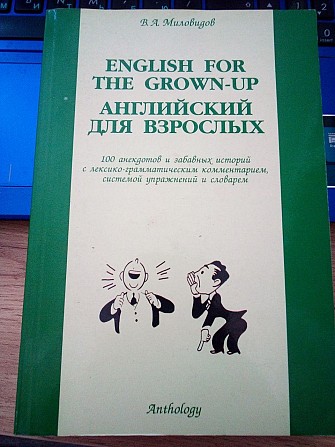 В. А. Миловидов
ENGLISH FOR
THE GROWN-UP
АНГЛИЙСКИЙ
ДЛЯ ВЗРОСЛЫХ
100 анекдотов и забавных историй
с лексико-грамматическим комментарием,
системой упражнений и словарем
Anthology